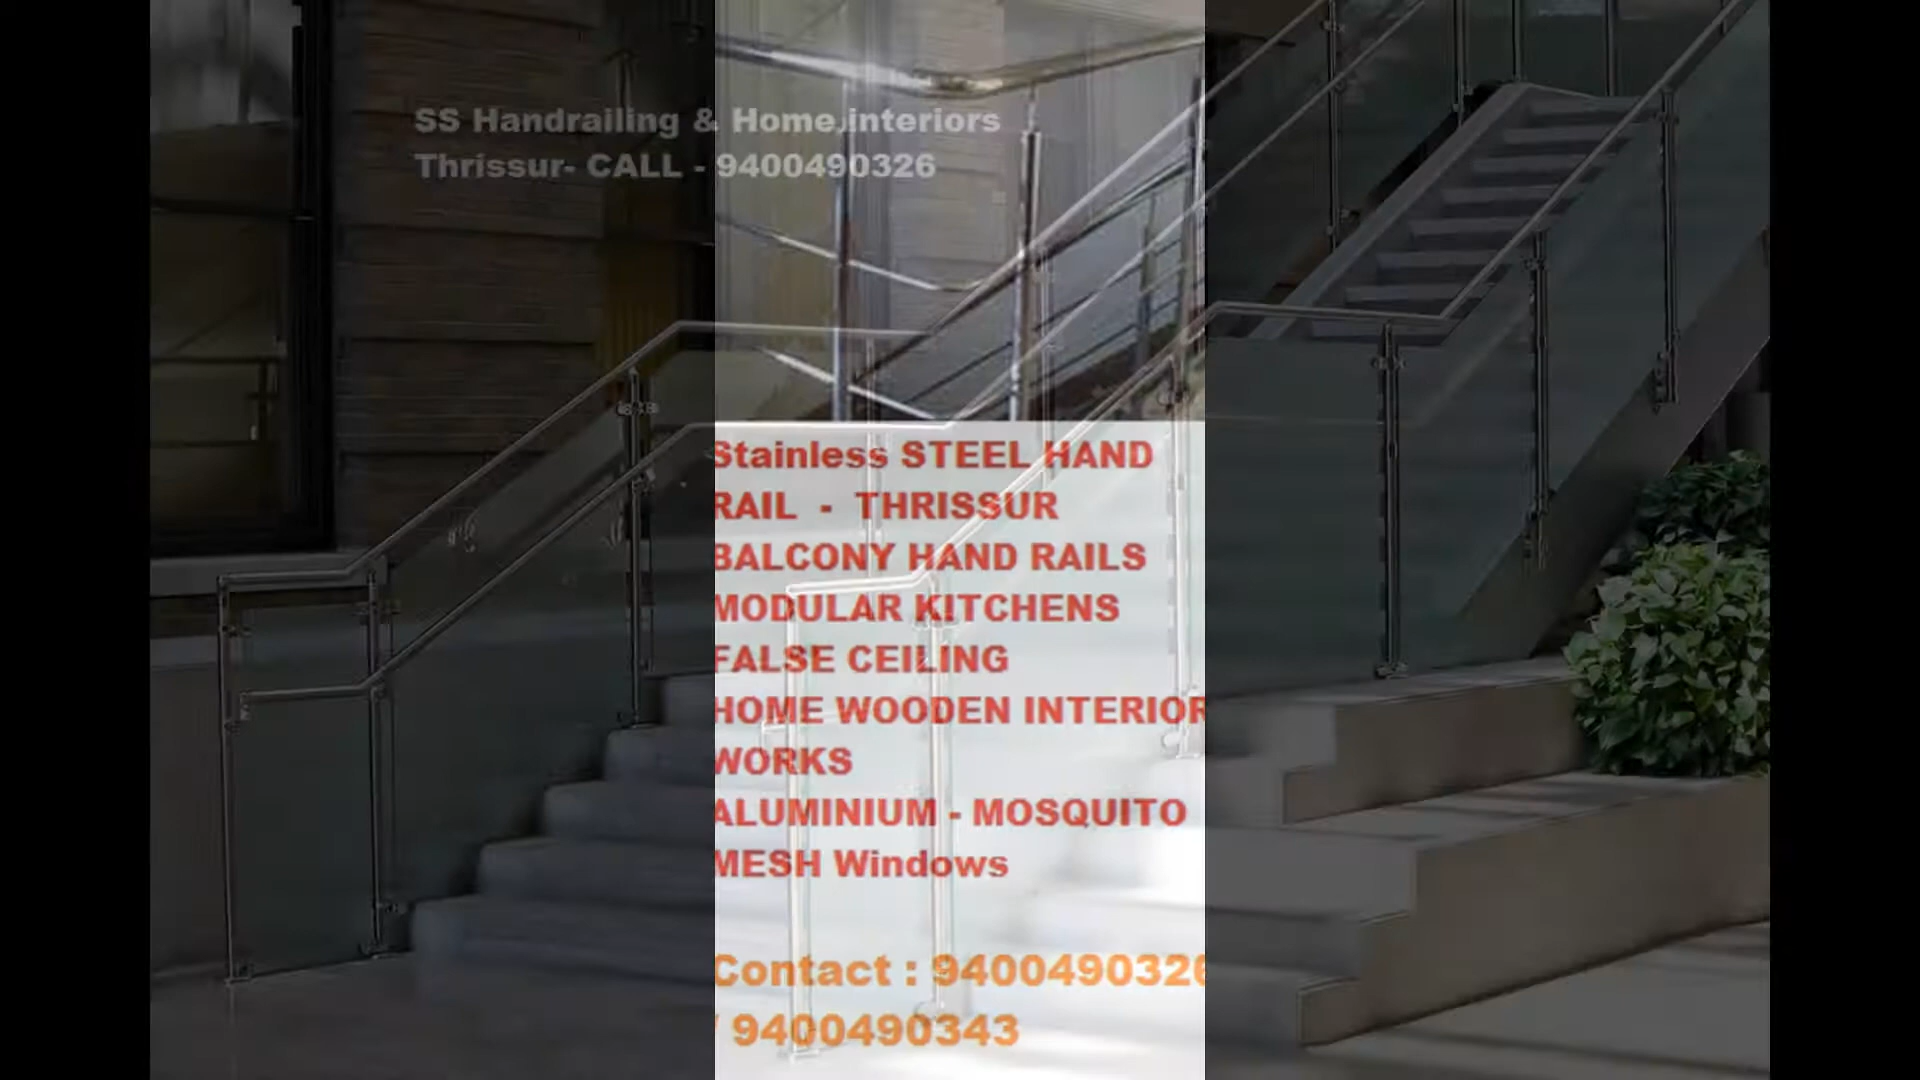 SS Handrailing & Home interiors
Thrissur- CALL - 9400490326
Stainless STEEL HAND
RAIL - THRISSUR
BALCONY HAND RAILS
MODULAR KITCHENS
FALSE CEILING
HOME WOODEN INTERIOR
WORKS
ALUMINIUM - MOSQUITO
MESH Windows
Contact : 9400490326
/ 9400490343